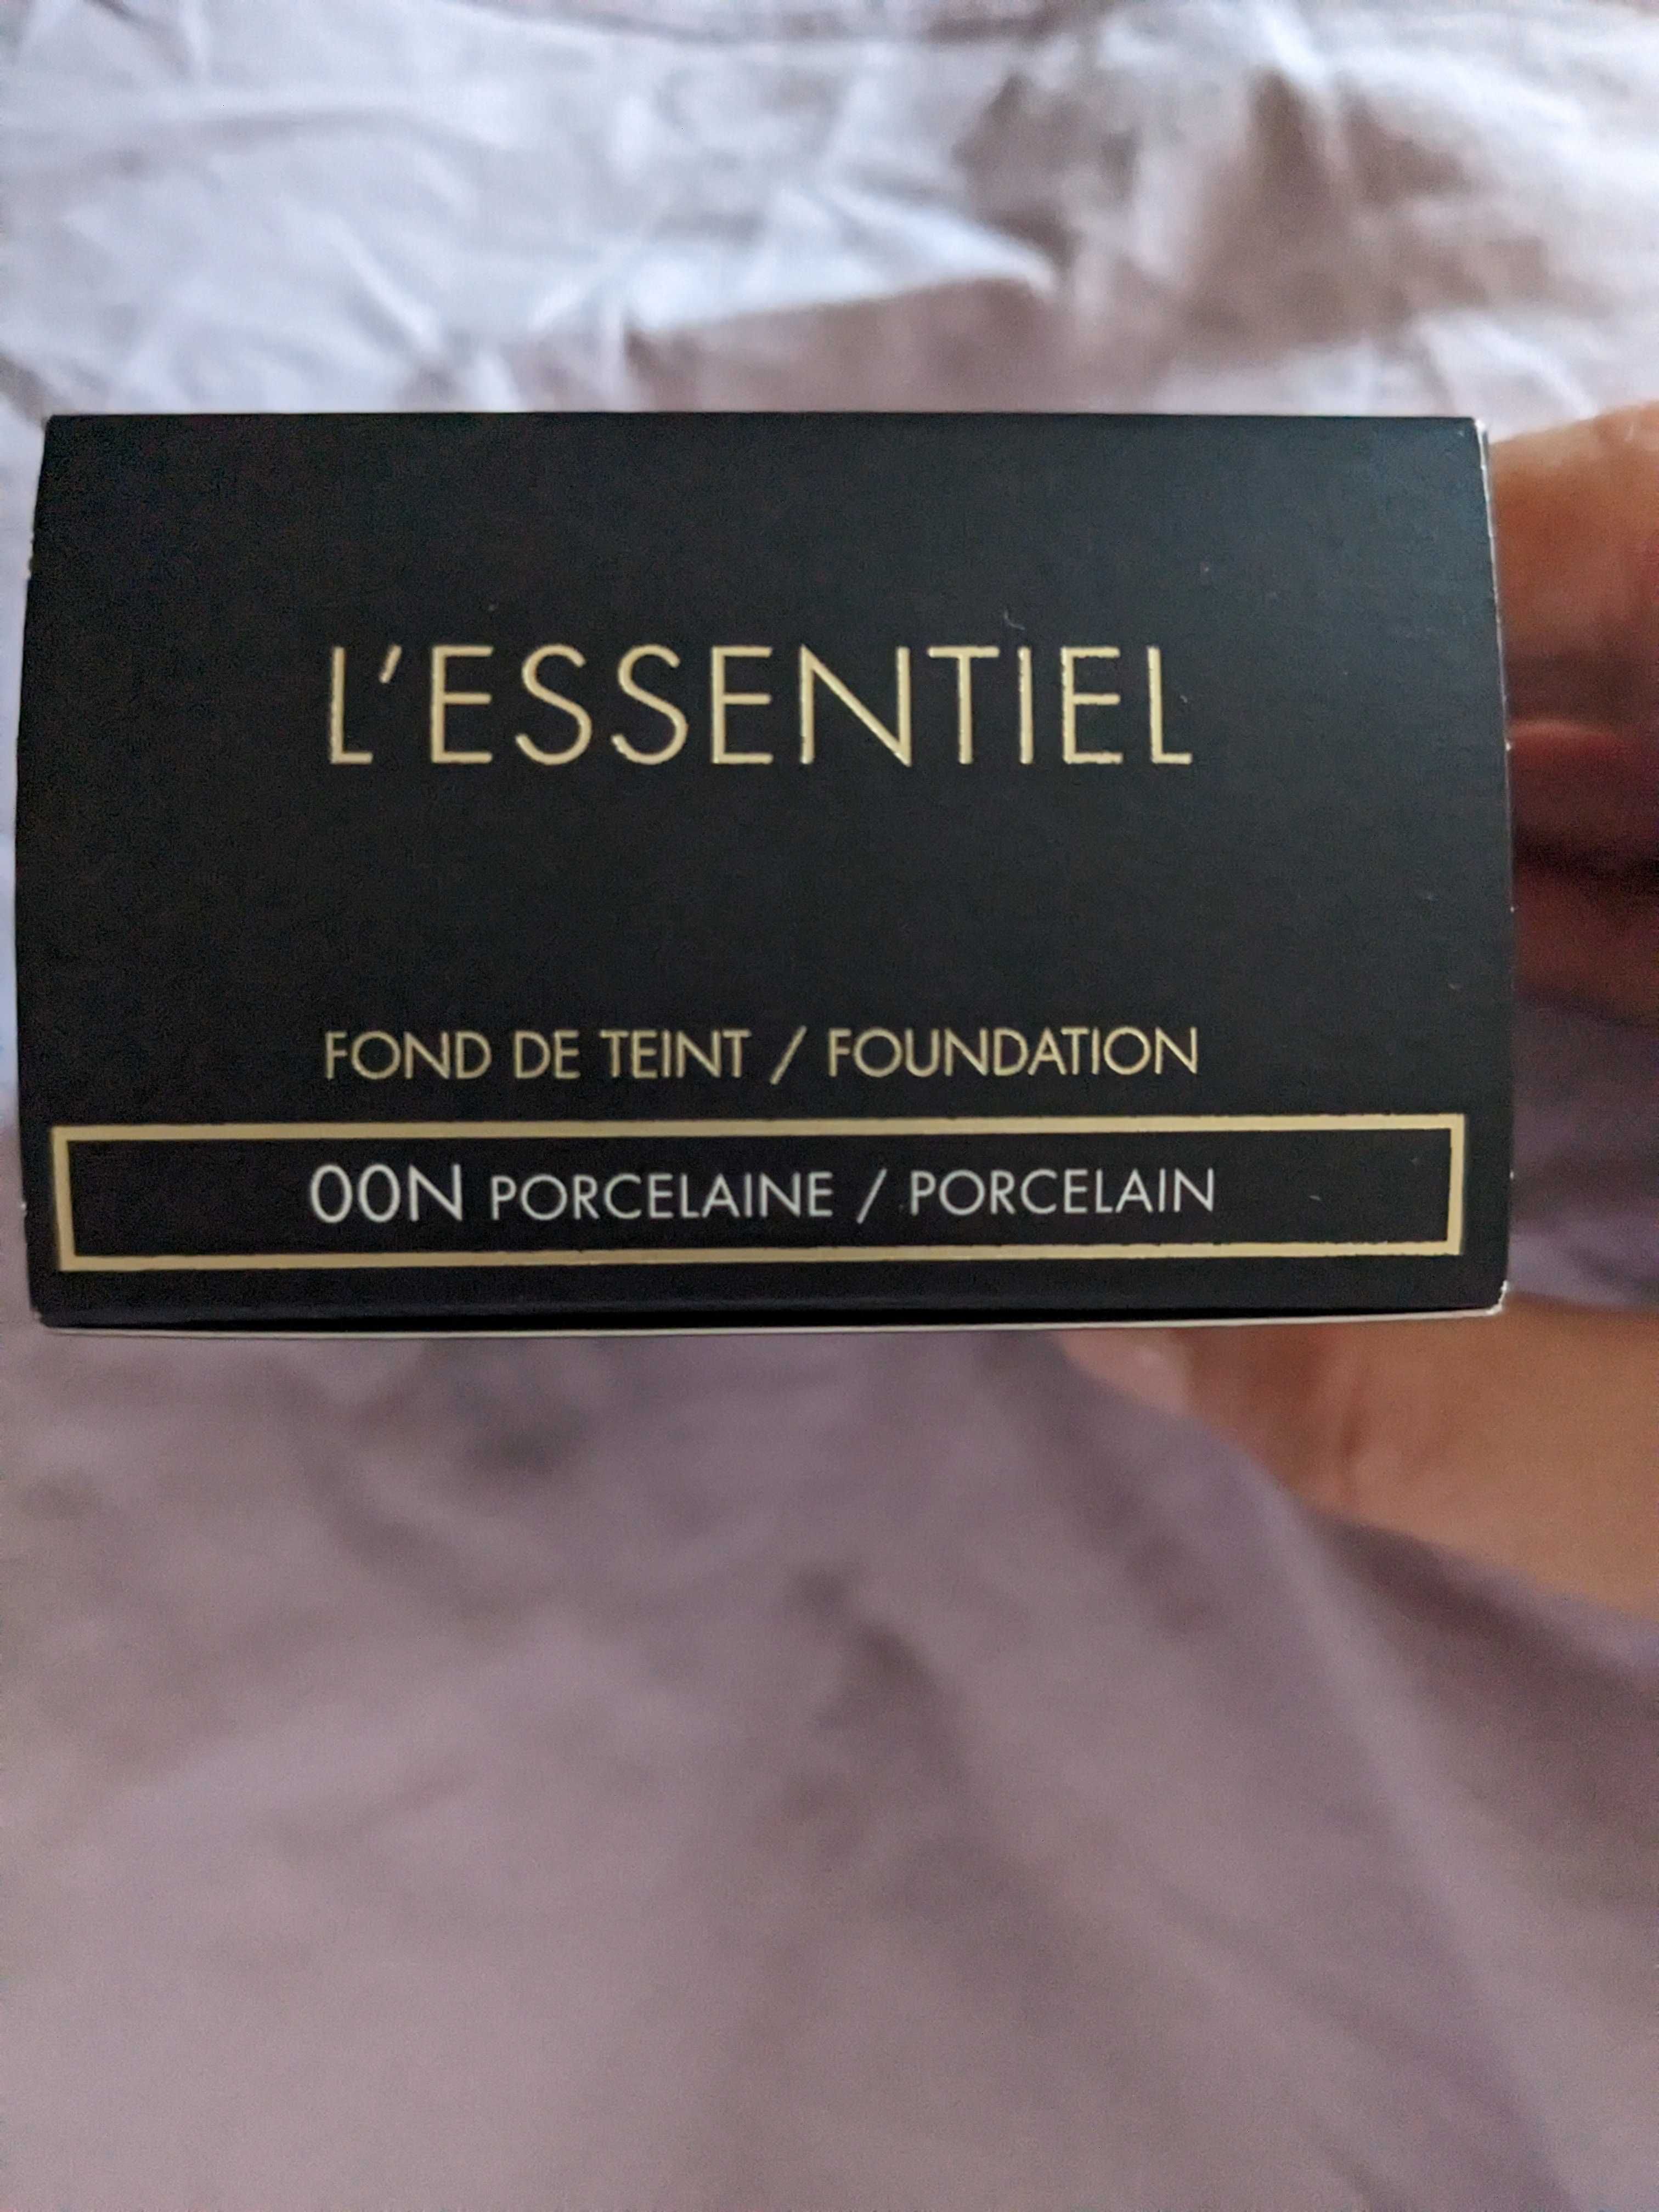 L'ESSENTIEL
FOND DE TEINT / FOUNDATION
00N PORCELAINE / PORCELAIN